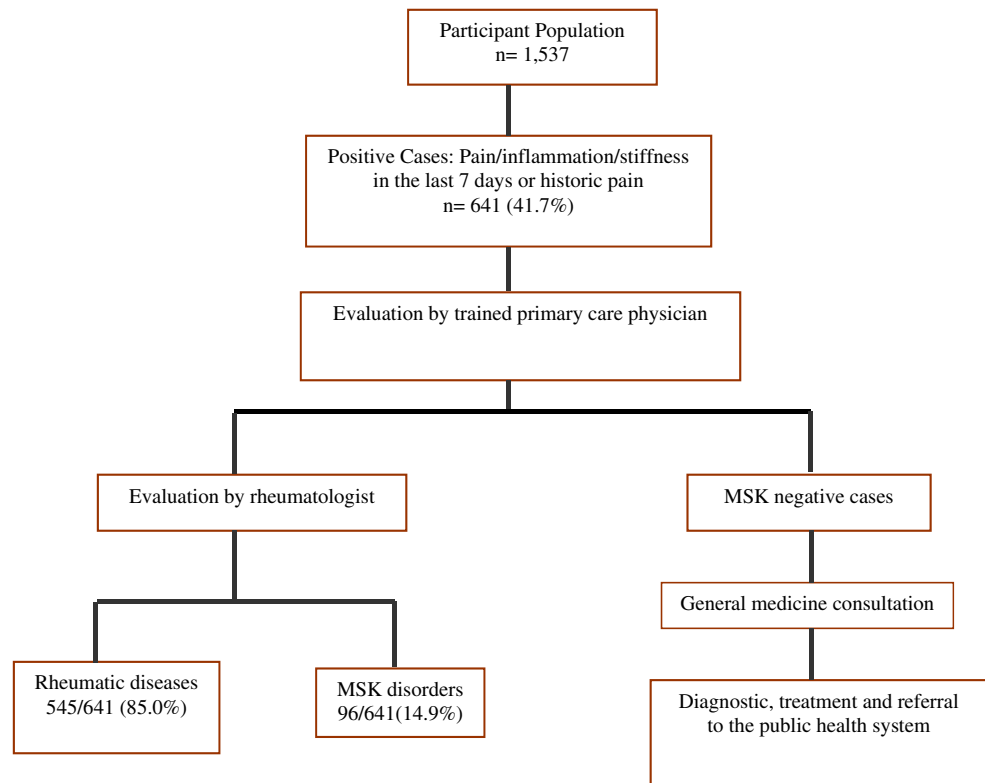 Participant Population
n= 1,537
Positive Cases: Pain/inflammation/stiffness
in the last 7 days or historic pain
n= 641 (41.7%)
Evaluation by trained primary care physician
Evaluation by rheumatologist
MSK negative cases
General medicine consultation
Rheumatic diseases
545/641 (85.0%)
MSK disorders
96/641(14.9%)
Diagnostic, treatment and referral
to the public health system